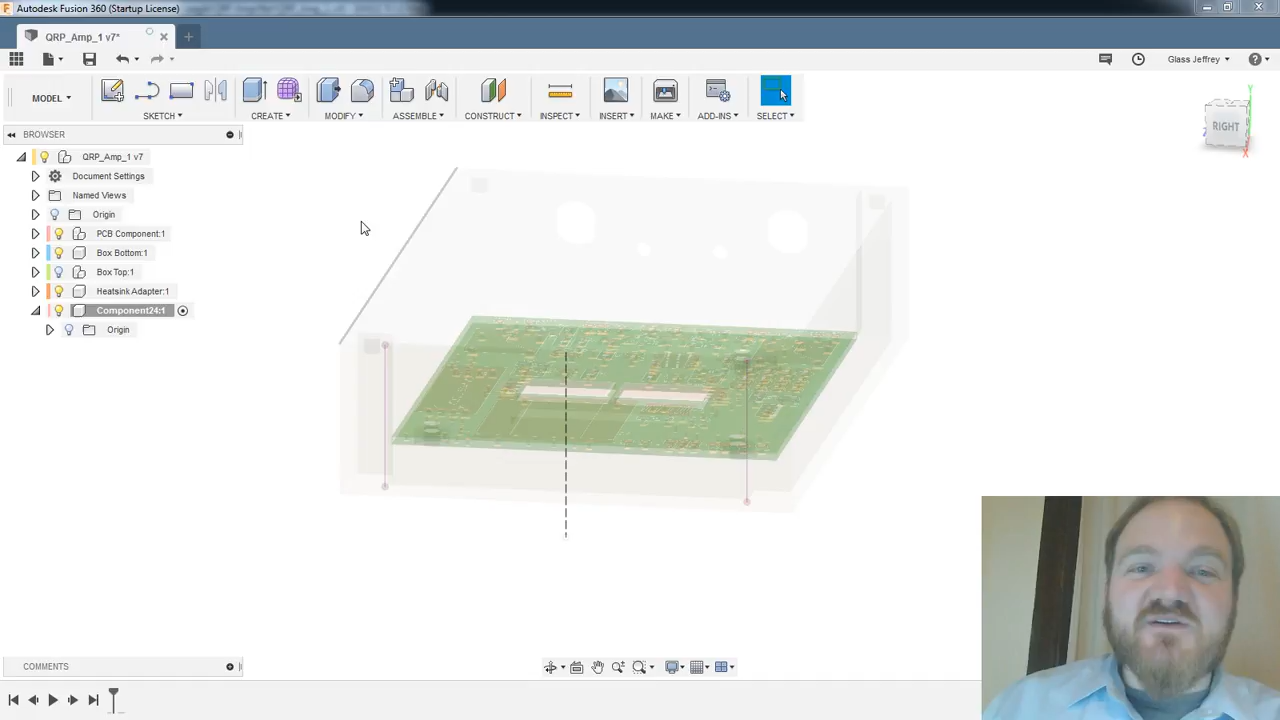 Autodesk Fusion 360 (Startup License)
QRP_Amp_1 v7*
Glass Jeffrey
MODEL
SKETCH
CREATE
MODIFY
ASSEMBLE
CONSTRUCT
INSPECT
INSERT
MAKE
ADD-INS
SELECT
BROWSER
QRP_Amp_1 v7
Document Settings
Named Views
Origin
PCB Component:1
Box Bottom:1
Box Top:1
Heatsink Adapter:1
Component24:1
Origin
RIGHT
Y
Z
X
COMMENTS